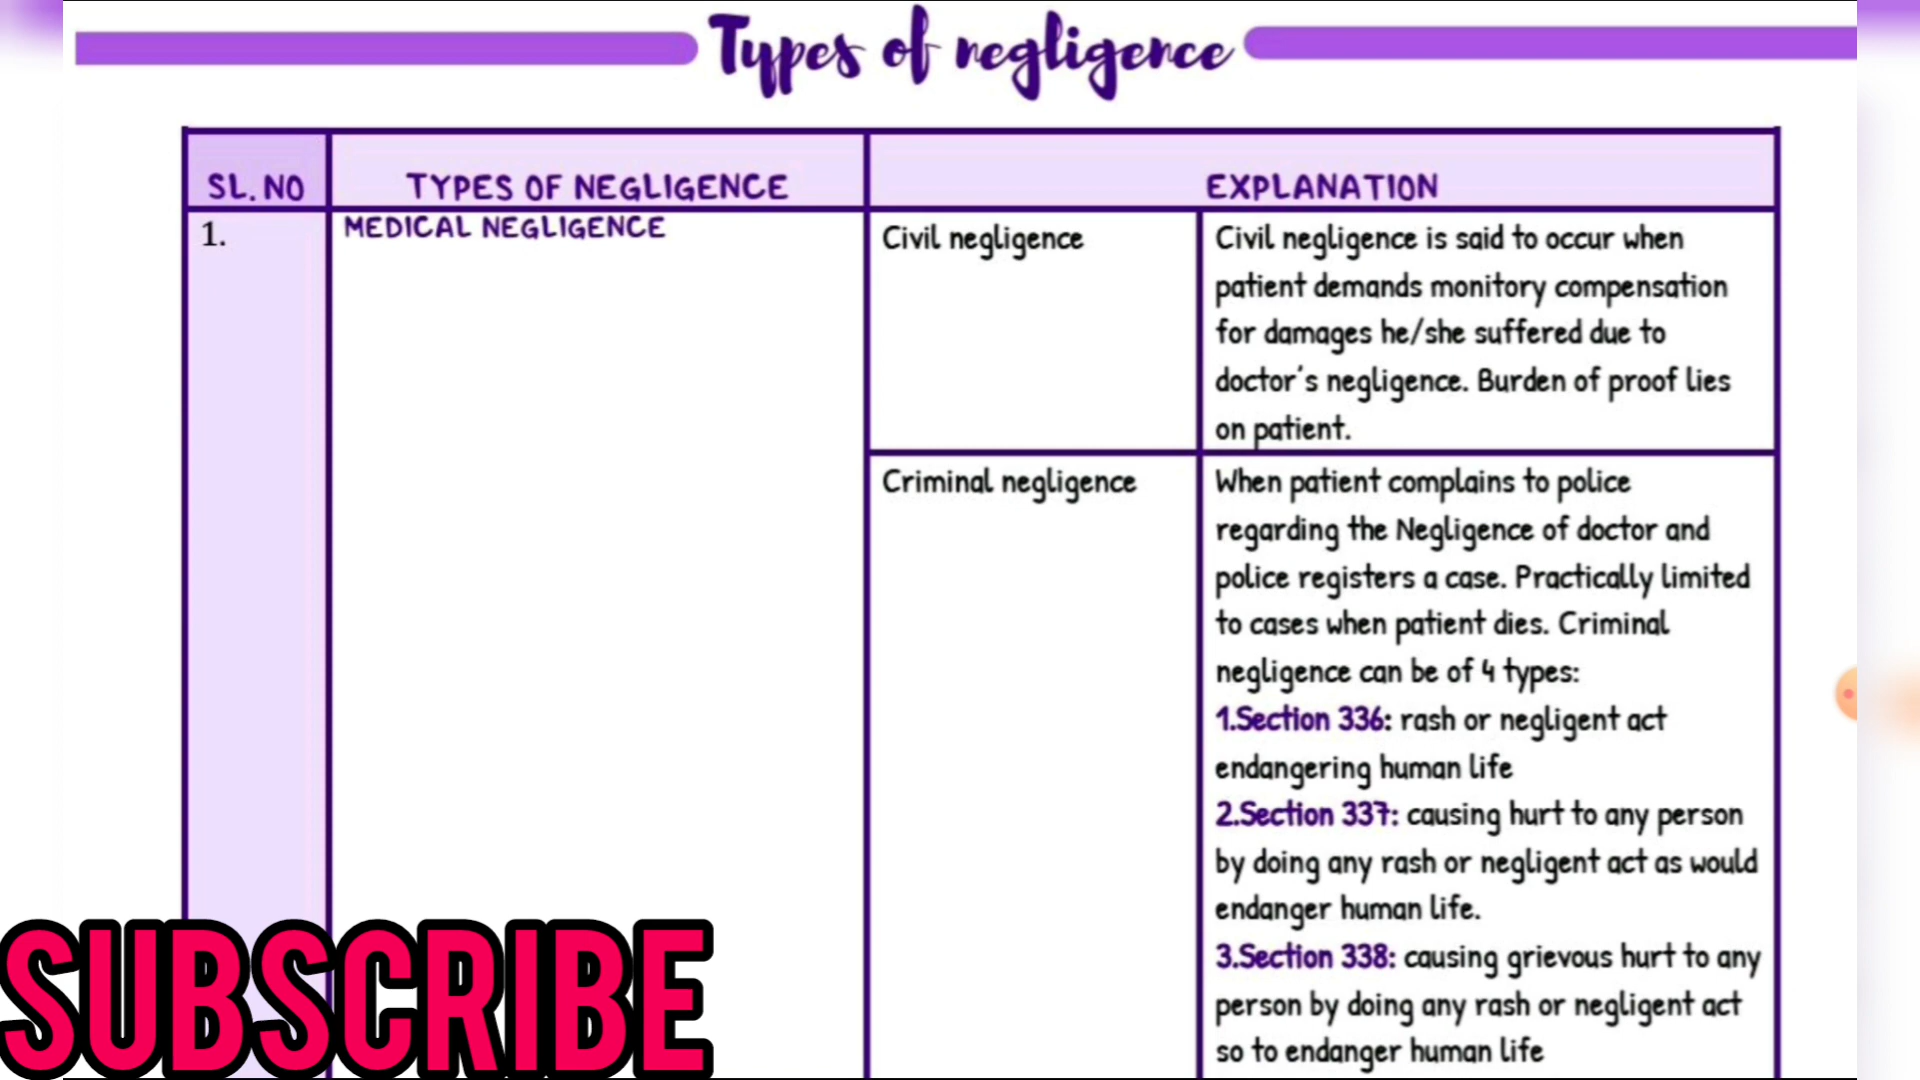 Types of negligence
SL. NO
TYPES OF NEGLIGENCE
EXPLANATION
1.
MEDICAL NEGLIGENCE
Civil negligence
Civil negligence is said to occur when
patient demands monitory compensation
for damages he/she suffered due to
doctor's negligence. Burden of proof lies
on patient.
Criminal negligence
When patient complains to police
regarding the Negligence of doctor and
police registers a case. Practically limited
to cases when patient dies. Criminal
negligence can be of 4 types:
1.Section 336: rash or negligent act
endangering human life
2.Section 337: causing hurt to any person
by doing any rash or negligent act as would
endanger human life.
3.Section 338: causing grievous hurt to any
person by doing any rash or negligent act
so to endanger human life
SUBSCRIBE